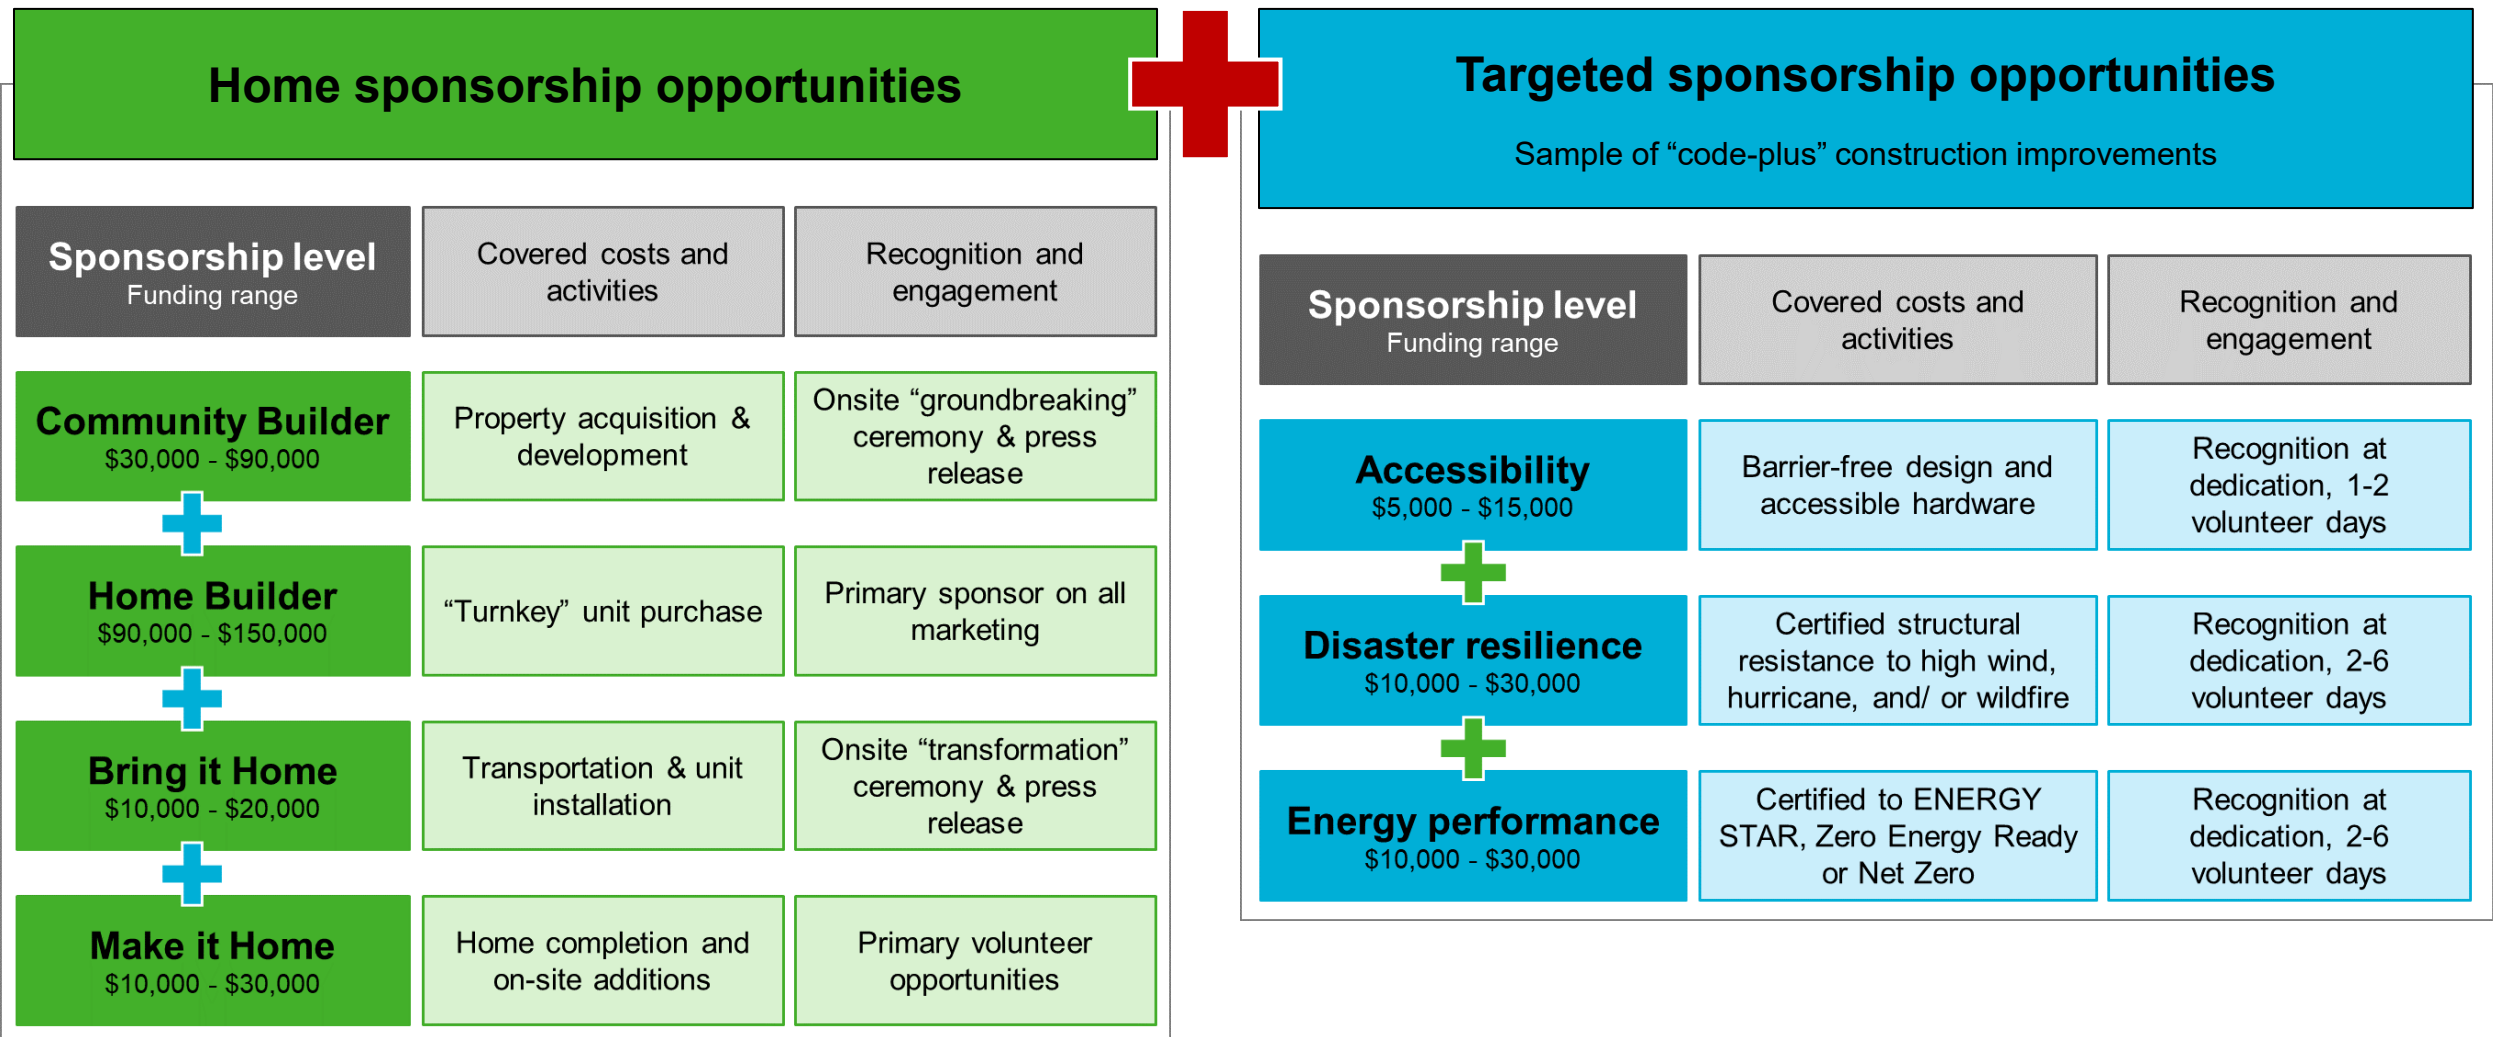 Home sponsorship opportunities
Sponsorship level
Funding range
Covered costs and
activities
Recognition and
engagement
Community Builder
$30,000 - $90,000
Property acquisition &
development
Onsite “groundbreaking”
ceremony & press
release
Home Builder
$90,000 - $150,000
“Turnkey” unit purchase
Primary sponsor on all
marketing
Bring it Home
$10,000 - $20,000
Transportation & unit
installation
Onsite “transformation”
ceremony & press
release
Make it Home
$10,000 - $30,000
Home completion and
on-site additions
Primary volunteer
opportunities
Targeted sponsorship opportunities
Sample of “code-plus” construction improvements
Sponsorship level
Funding range
Covered costs and
activities
Recognition and
engagement
Accessibility
$5,000 - $15,000
Barrier-free design and
accessible hardware
Recognition at
dedication, 1-2
volunteer days
Disaster resilience
$10,000 - $30,000
Certified structural
resistance to high wind,
hurricane, and/ or wildfire
Recognition at
dedication, 2-6
volunteer days
Energy performance
$10,000 - $30,000
Certified to ENERGY
STAR, Zero Energy Ready
or Net Zero
Recognition at
dedication, 2-6
volunteer days